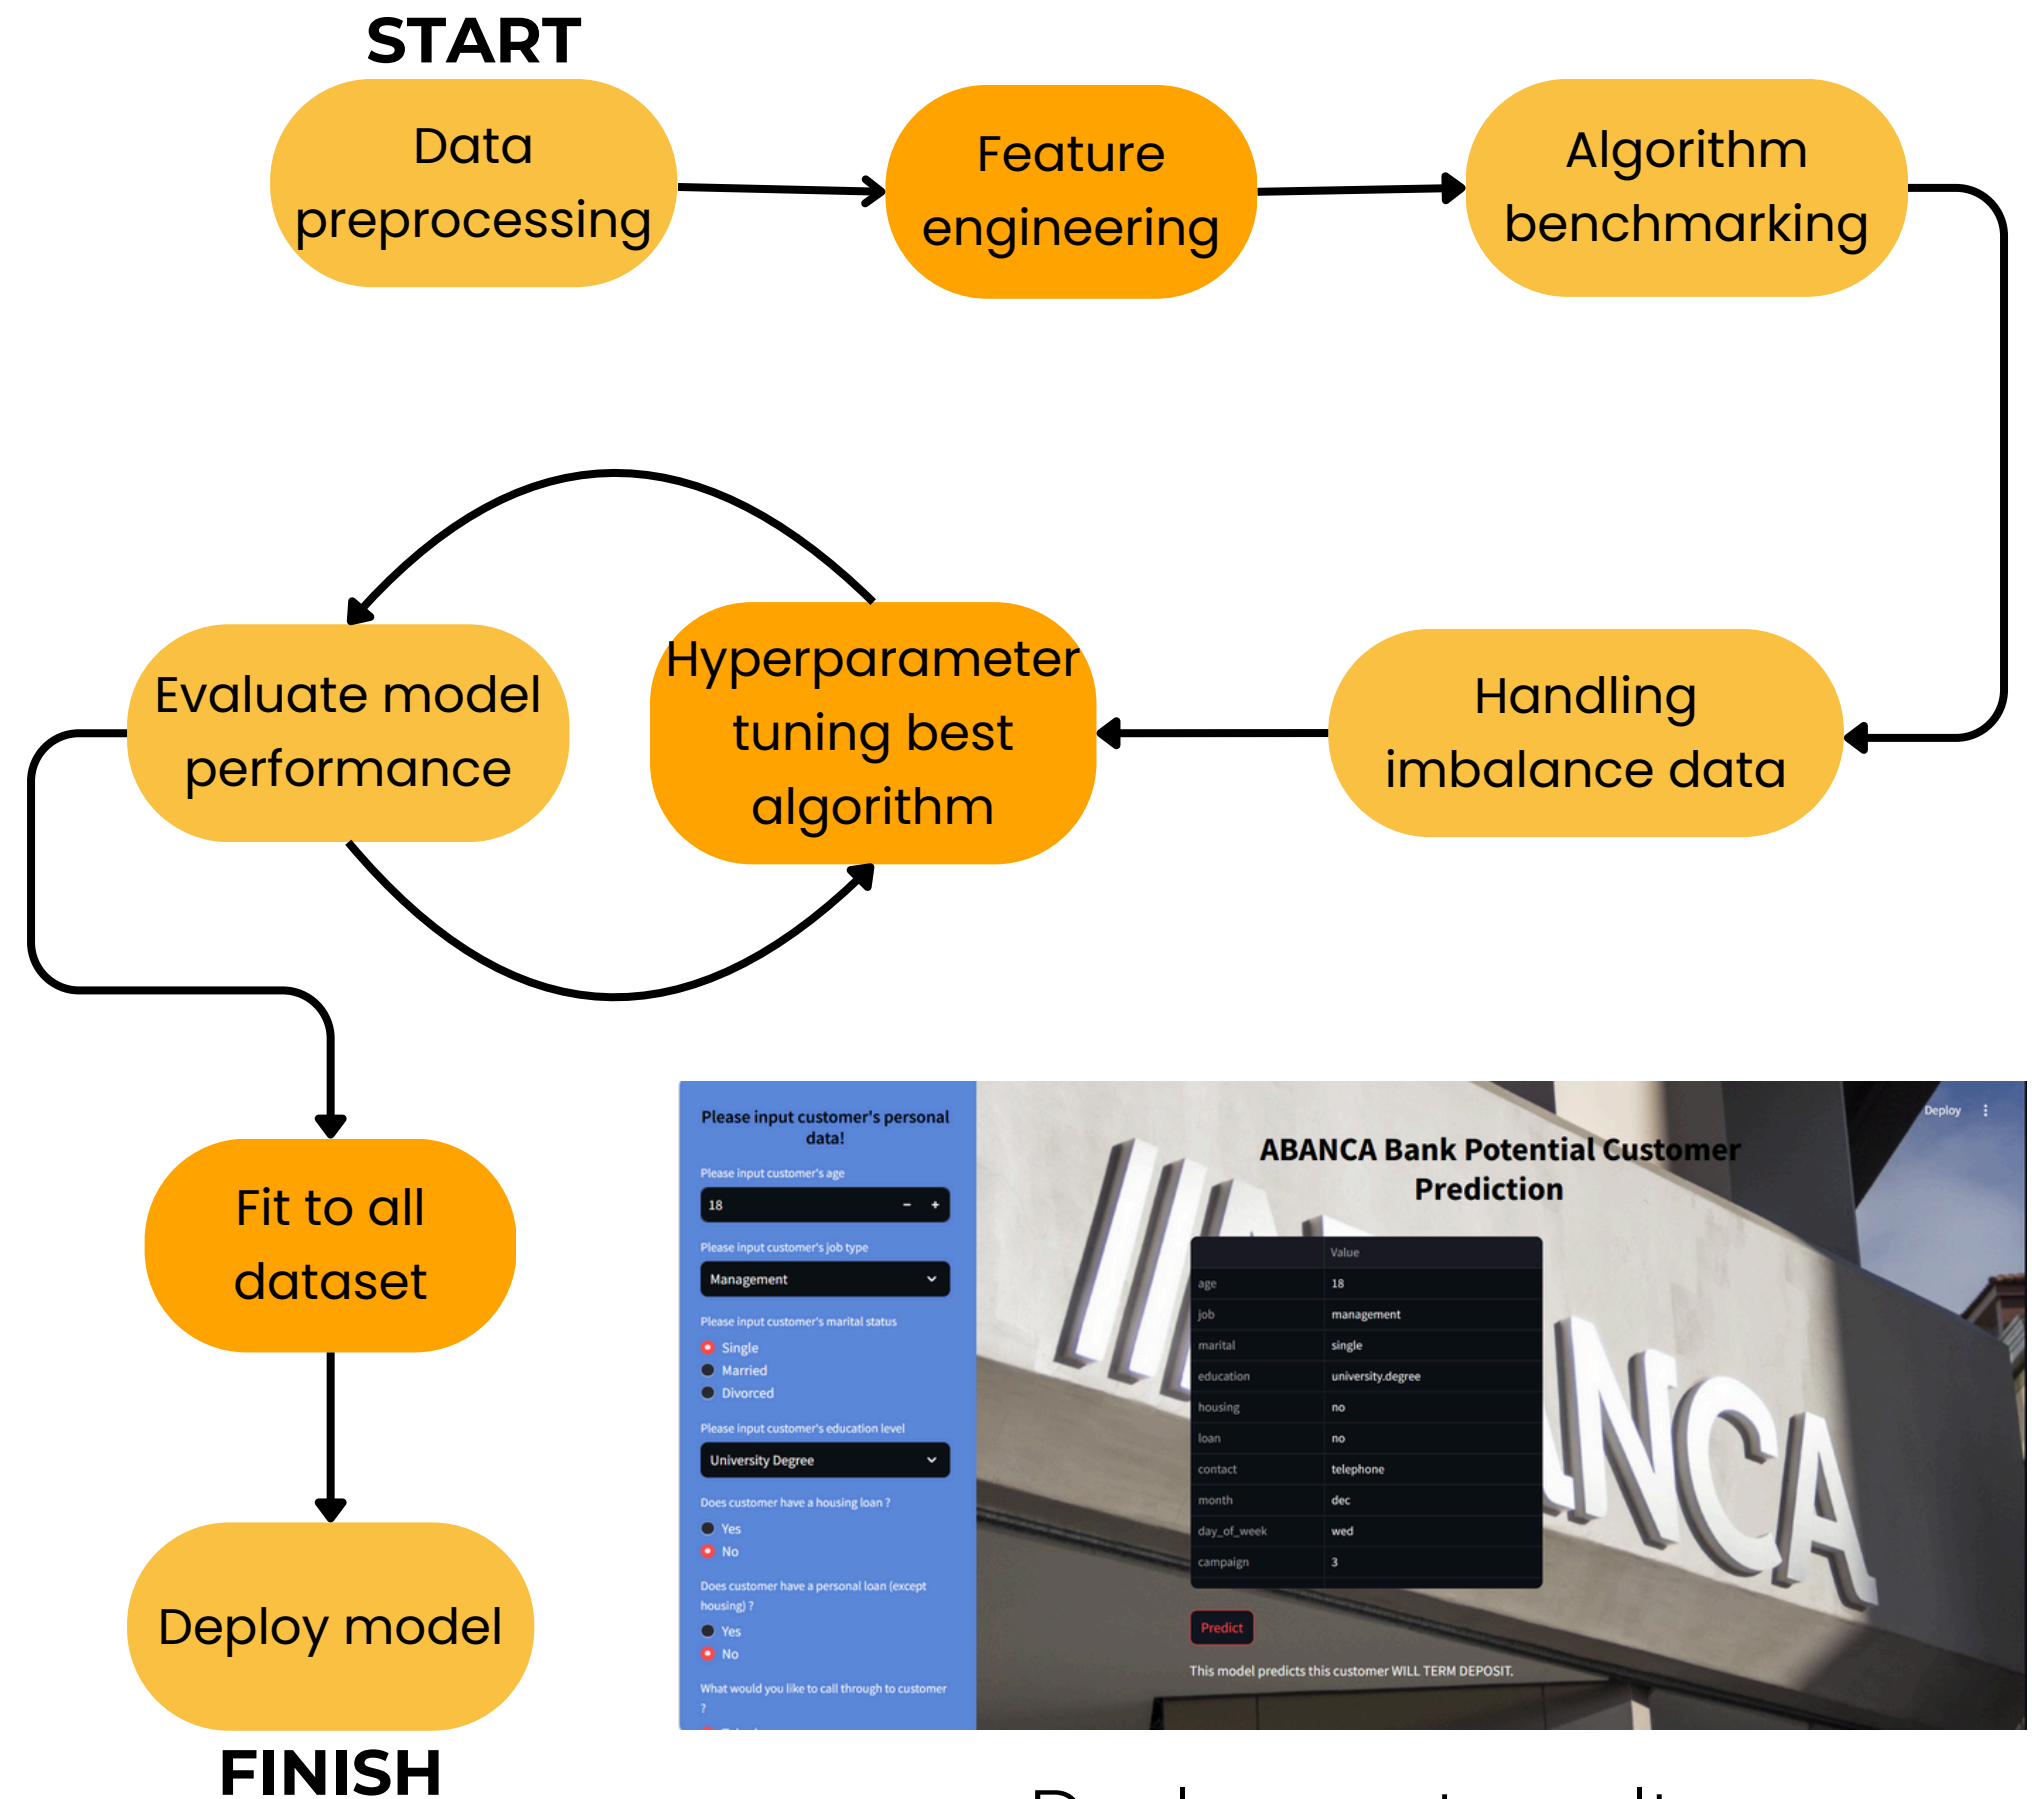 START
Data
preprocessing
Feature
engineering
Algorithm
benchmarking
Evaluate model
performance
Hyperparameter
tuning best
algorithm
Handling
imbalance data
Fit to all
dataset
Deploy model
FINISH
Please input customer's personal
data!
Please input customer's age
18
Please input customer's job type
Management
Please input customer's marital status
Single
Married
Divorced
Please input customer's education level
University Degree
Does customer have a housing loan ?
Yes
No
Does customer have a personal loan (except
housing) ?
Yes
No
What would you like to call through to customer
?
Deploy
ABANCA Bank Potential Customer
Prediction
Value
age 18
job management
marital single
education university.degree
housing no
loan no
contact telephone
month dec
day_of_week wed
campaign 3
Predict
This model predicts this customer WILL TERM DEPOSIT.